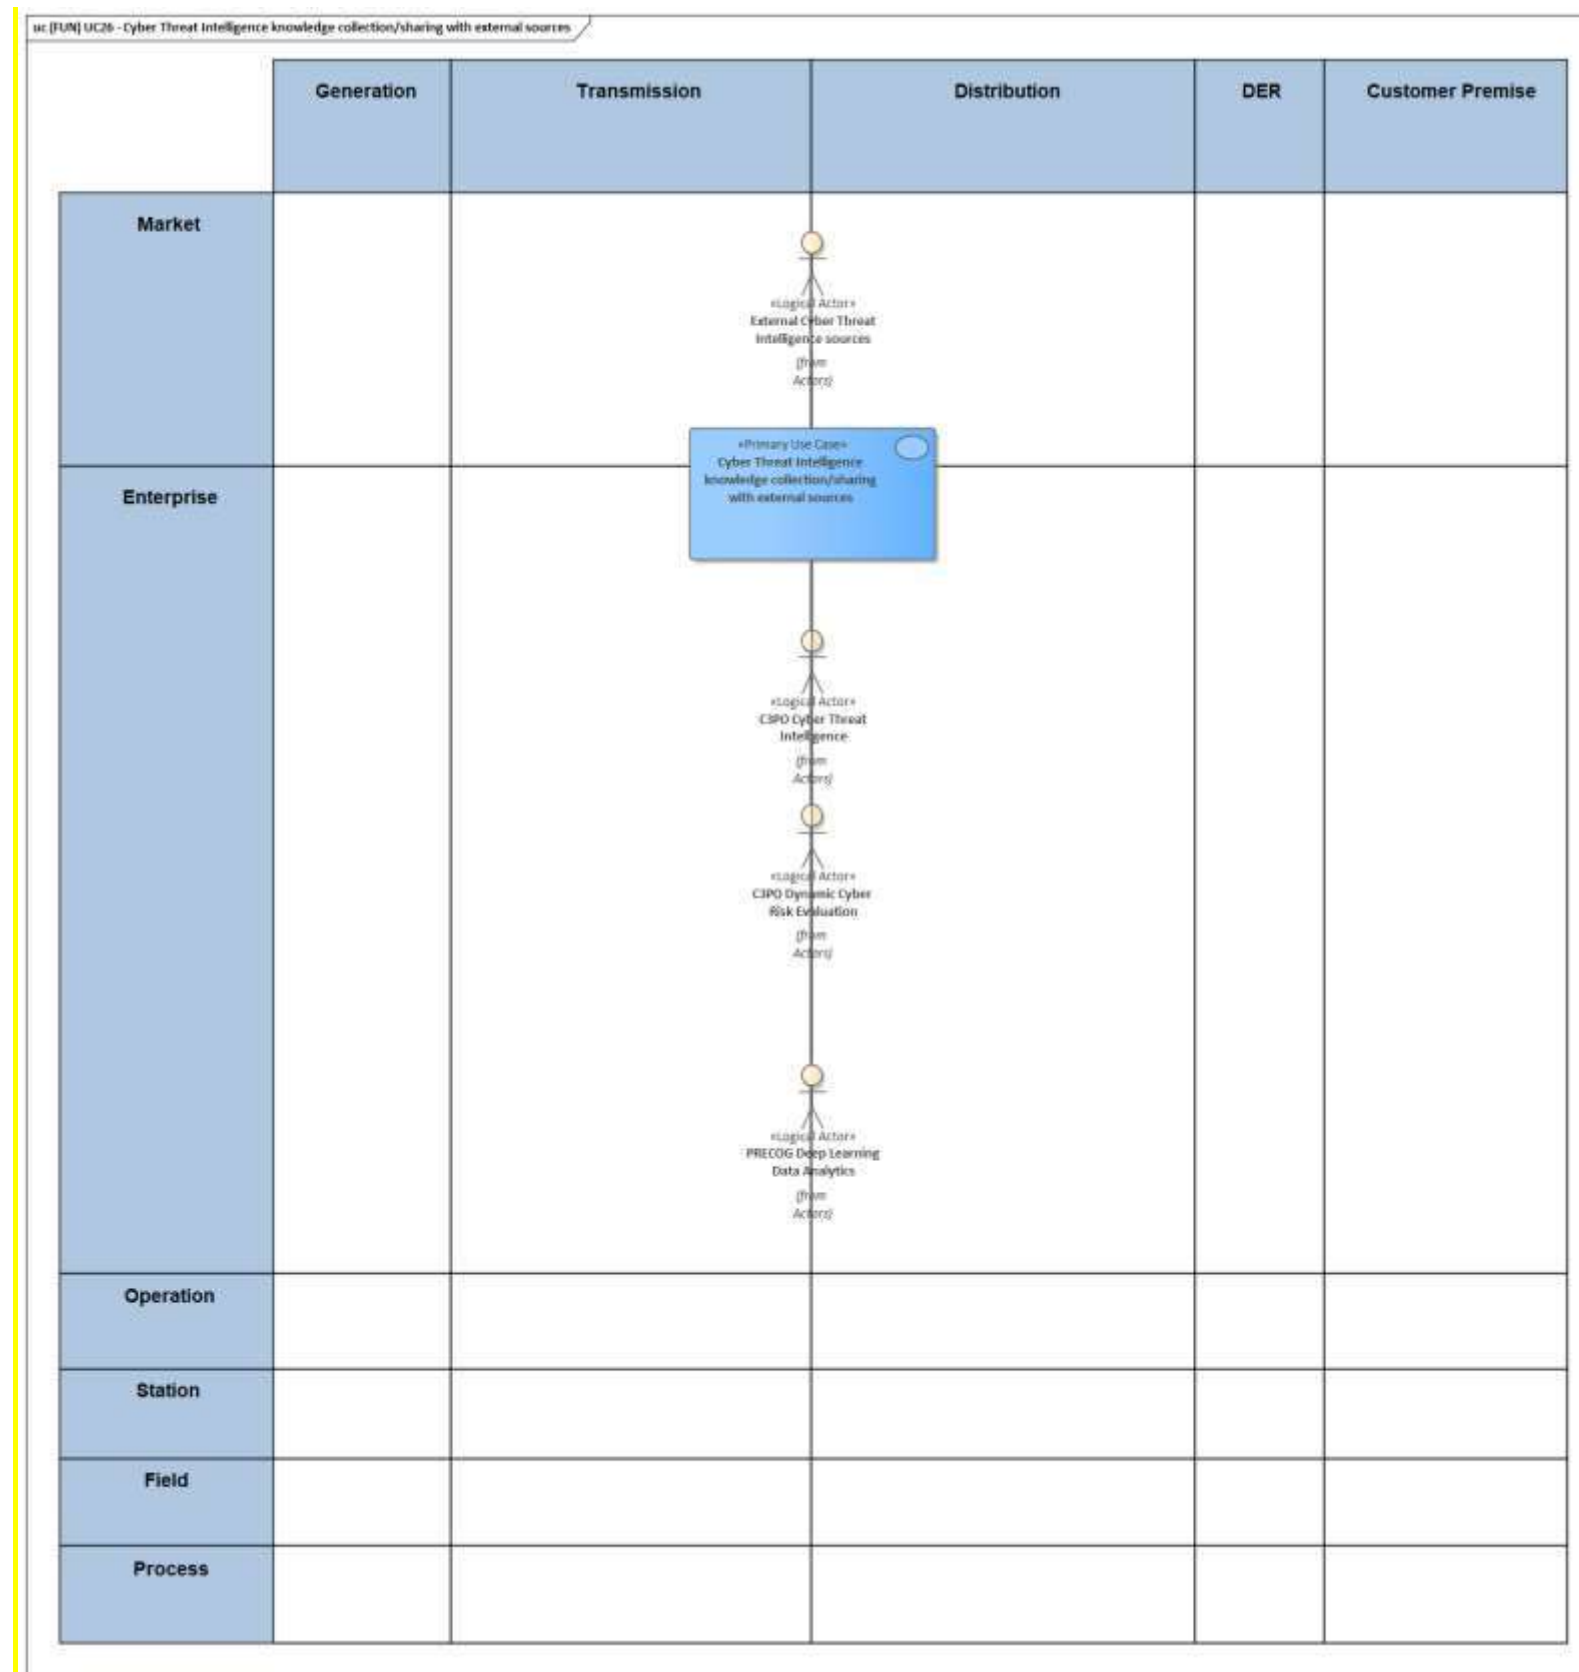 uc [FUN] UC26 - Cyber Threat Intelligence knowledge collection/sharing with external sources
Generation
Transmission
Distribution
DER
Customer Premise
Market
«Logical Actor»
External Cyber Threat
Intelligence sources
(from
Actors)
«Primary Use Case»
Cyber Threat Intelligence
knowledge collection/sharing
with external sources
Enterprise
«Logical Actor»
C3PO Cyber Threat
Intelligence
(from
Actors)
«Logical Actor»
C3PO Dynamic Cyber
Risk Evaluation
(from
Actors)
«Logical Actor»
PRECOG Deep Learning
Data Analytics
(from
Actors)
Operation
Station
Field
Process